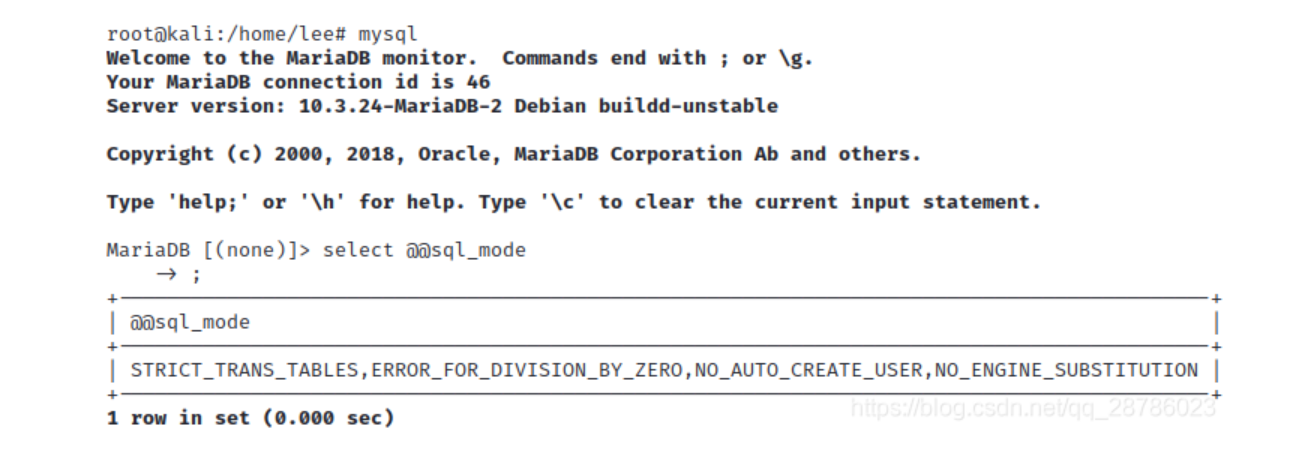 root@kali:/home/lee# mysql
Welcome to the MariaDB monitor.  Commands end with ; or \g.
Your MariaDB connection id is 46
Server version: 10.3.24-MariaDB-2 Debian buildd-unstable
Copyright (c) 2000, 2018, Oracle, MariaDB Corporation Ab and others.
Type 'help;' or '\h' for help. Type '\c' to clear the current input statement.
MariaDB [(none)]> select @@sql_mode
    → ;
| @@sql_mode |
| STRICT_TRANS_TABLES,ERROR_FOR_DIVISION_BY_ZERO,NO_AUTO_CREATE_USER,NO_ENGINE_SUBSTITUTION |
1 row in set (0.000 sec)
https://blog.csdn.net/qq_28786023